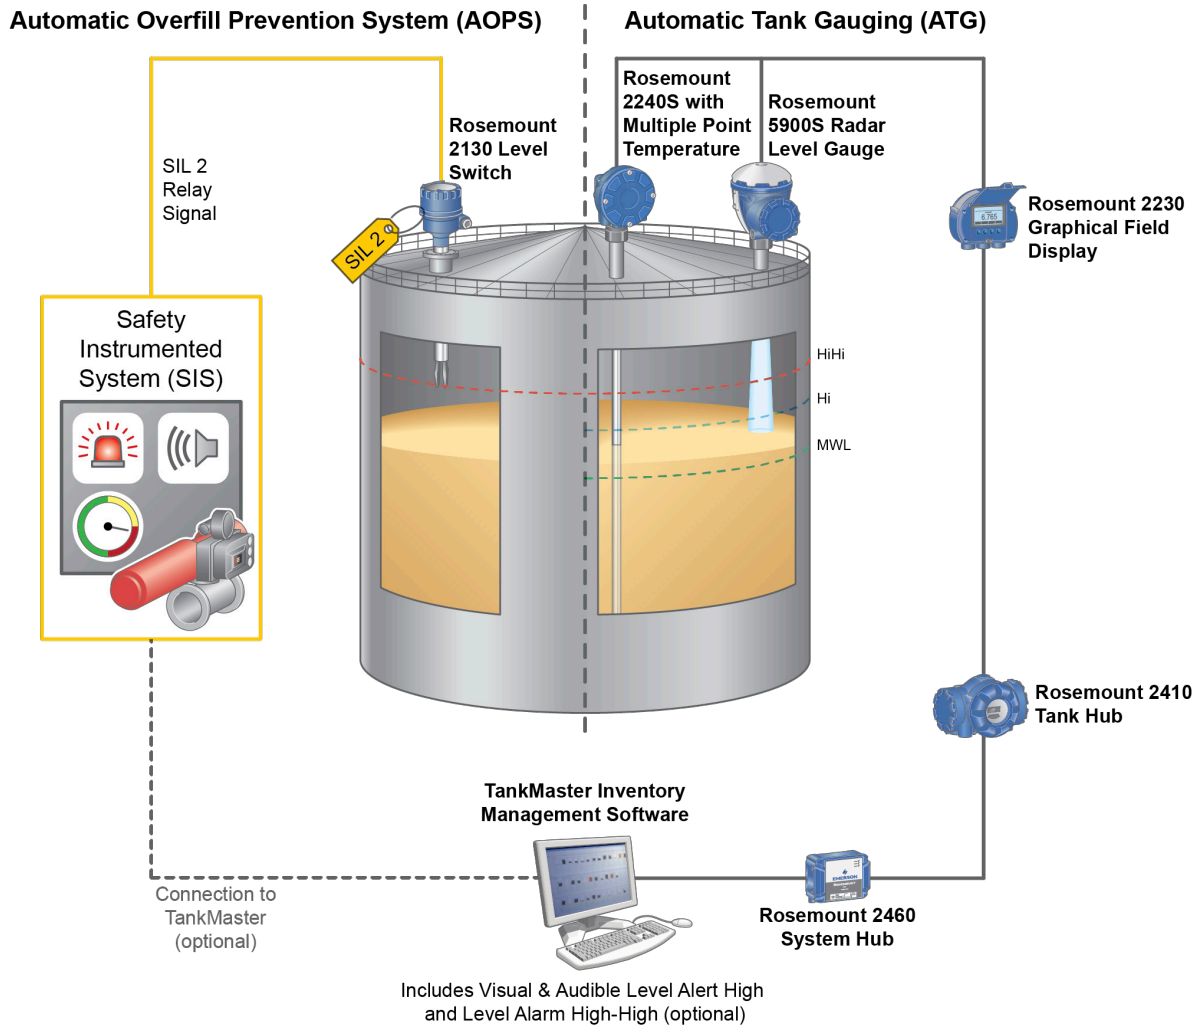 Automatic Overfill Prevention System (AOPS)
Automatic Tank Gauging (ATG)
Rosemount
2130 Level
Switch
Rosemount
2240S with
Multiple Point
Temperature
Rosemount
5900S Radar
Level Gauge
SIL 2
Relay
Signal
SIL 2
6.765
Rosemount 2230
Graphical Field
Display
Safety
Instrumented
System (SIS)
HiHi
Hi
MWL
Rosemount 2410
Tank Hub
TankMaster Inventory
Management Software
EMERSON
Connection to
TankMaster
(optional)
Rosemount 2460
System Hub
Includes Visual & Audible Level Alert High
and Level Alarm High-High (optional)